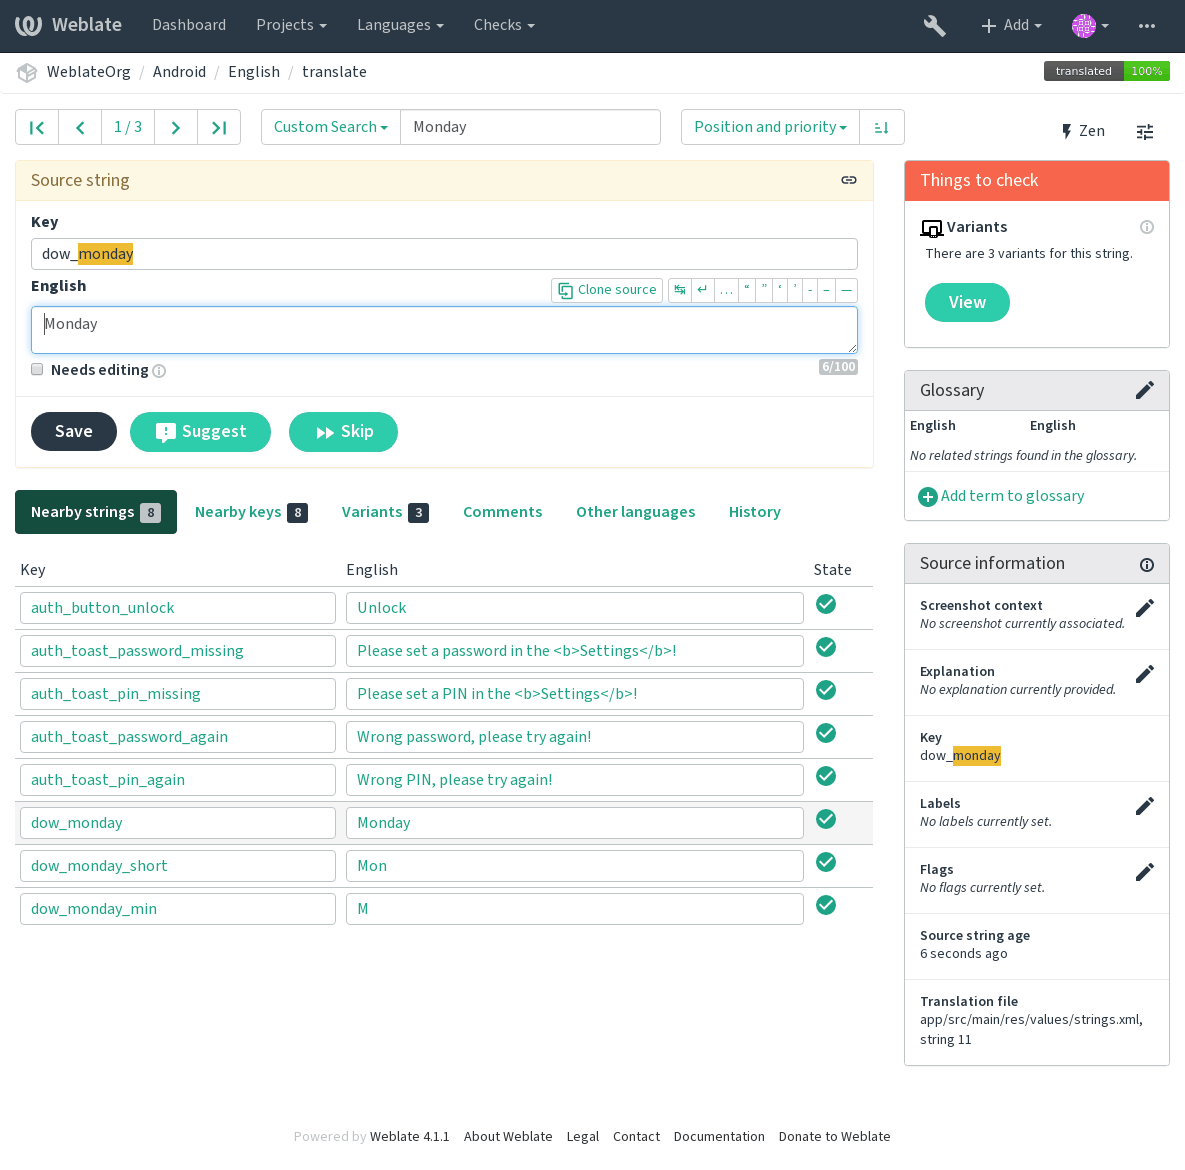 Weblate Dashboard Projects Languages Checks Add
WeblateOrg / Android / English / translate
translated 100%
1 / 3 Custom Search Monday Position and priority Zen
Source string
Key
dow_monday
English
Clone source ↹ ↵ … “ ” ‘ ’ - – —
Monday
Needs editing
6/100
Save Suggest Skip
Nearby strings 8 Nearby keys 8 Variants 3 Comments Other languages History
Key English State
auth_button_unlock Unlock
auth_toast_password_missing Please set a password in the <b>Settings</b>!
auth_toast_pin_missing Please set a PIN in the <b>Settings</b>!
auth_toast_password_again Wrong password, please try again!
auth_toast_pin_again Wrong PIN, please try again!
dow_monday Monday
dow_monday_short Mon
dow_monday_min M
Things to check
Variants
There are 3 variants for this string.
View
Glossary
English English
No related strings found in the glossary.
Add term to glossary
Source information
Screenshot context
No screenshot currently associated.
Explanation
No explanation currently provided.
Key
dow_monday
Labels
No labels currently set.
Flags
No flags currently set.
Source string age
6 seconds ago
Translation file
app/src/main/res/values/strings.xml,
string 11
Powered by Weblate 4.1.1 About Weblate Legal Contact Documentation Donate to Weblate